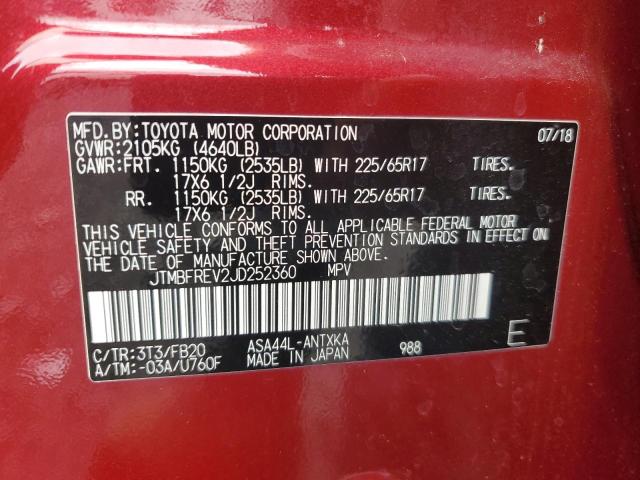 MFD. BY: TOYOTA MOTOR CORPORATION 07/18
GVWR: 2105KG (4640LB)
GAWR: FRT. 1150KG (2535LB) WITH 225/65R17 TIRES.
17X6 1/2J RIMS.
RR. 1150KG (2535LB) WITH 225/65R17 TIRES.
17X6 1/2J RIMS.
THIS VEHICLE CONFORMS TO ALL APPLICABLE FEDERAL MOTOR
VEHICLE SAFETY AND THEFT PREVENTION STANDARDS IN EFFECT ON
THE DATE OF MANUFACTURE SHOWN ABOVE.
JTMBFREV2JD252360 MPV
C/TR: 3T3/FB20 ASA44L-ANTXKA 988 E
A/TM: -03A/U760F MADE IN JAPAN